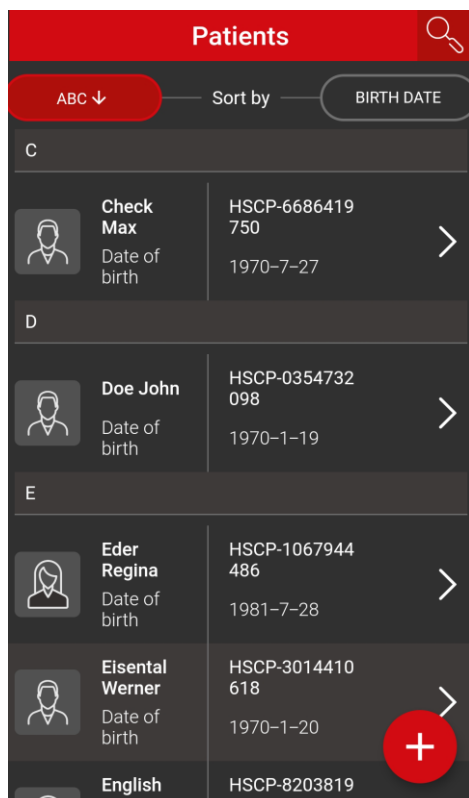 Patients
ABC ↓ Sort by BIRTH DATE
C
Check
Max
Date of
birth
HSCP-6686419
750
1970-7-27
D
Doe John
Date of
birth
HSCP-0354732
098
1970-1-19
E
Eder
Regina
Date of
birth
HSCP-1067944
486
1981-7-28
Eisental
Werner
Date of
birth
HSCP-3014410
618
1970-1-20
English
HSCP-8203819